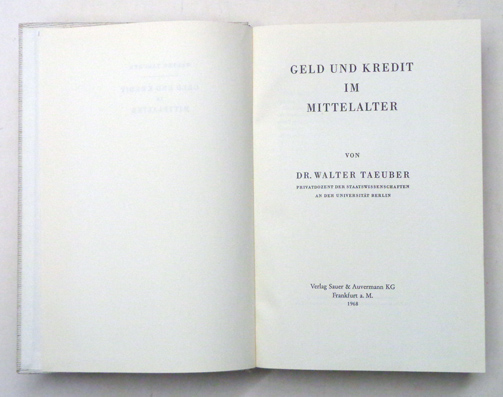 GELD UND KREDIT
IM
MITTELALTER
VON
DR. WALTER TAEUBER
PRIVATDOZENT DER STAATSWISSENSCHAFTEN
AN DER UNIVERSITÄT BERLIN
Verlag Sauer & Auvermann KG
Frankfurt a. M.
1968